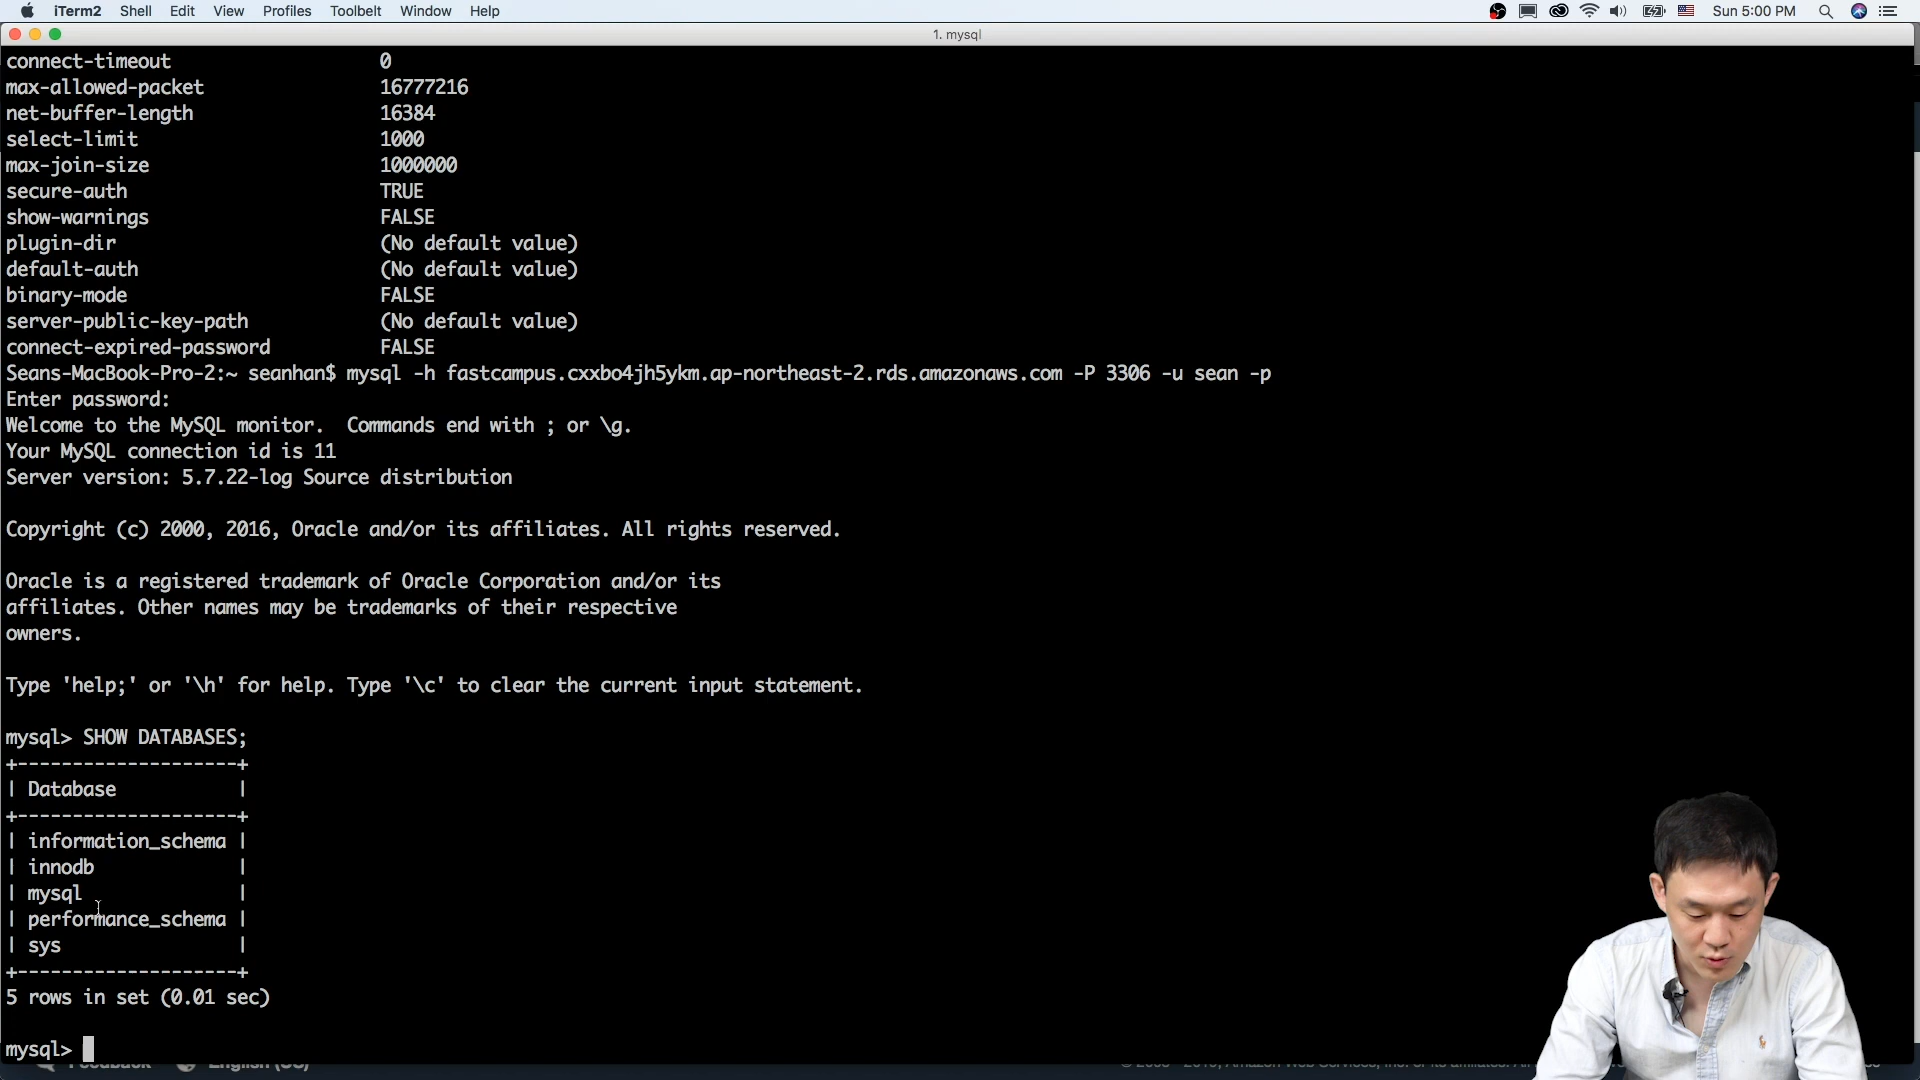 iTerm2 Shell Edit View Profiles Toolbelt Window Help Sun 5:00 PM
1. mysql
connect-timeout 0
max-allowed-packet 16777216
net-buffer-length 16384
select-limit 1000
max-join-size 1000000
secure-auth TRUE
show-warnings FALSE
plugin-dir (No default value)
default-auth (No default value)
binary-mode FALSE
server-public-key-path (No default value)
connect-expired-password FALSE
Seans-MacBook-Pro-2:~ seanhan$ mysql -h fastcampus.cxxbo4jh5ykm.ap-northeast-2.rds.amazonaws.com -P 3306 -u sean -p
Enter password:
Welcome to the MySQL monitor.  Commands end with ; or \g.
Your MySQL connection id is 11
Server version: 5.7.22-log Source distribution
Copyright (c) 2000, 2016, Oracle and/or its affiliates. All rights reserved.
Oracle is a registered trademark of Oracle Corporation and/or its
affiliates. Other names may be trademarks of their respective
owners.
Type 'help;' or '\h' for help. Type '\c' to clear the current input statement.
mysql> SHOW DATABASES;
+--------------------+
| Database           |
+--------------------+
| information_schema |
| innodb             |
| mysql              |
| performance_schema |
| sys                |
+--------------------+
5 rows in set (0.01 sec)
mysql>
Feedback English (US)